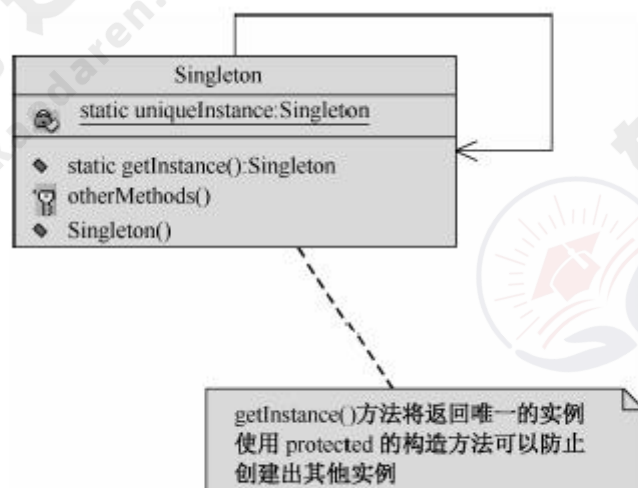 Singleton
static uniqueInstance:Singleton
static getInstance():Singleton
otherMethods()
Singleton()
getInstance()方法将返回唯一的实例
使用 protected 的构造方法可以防止
创建出其他实例